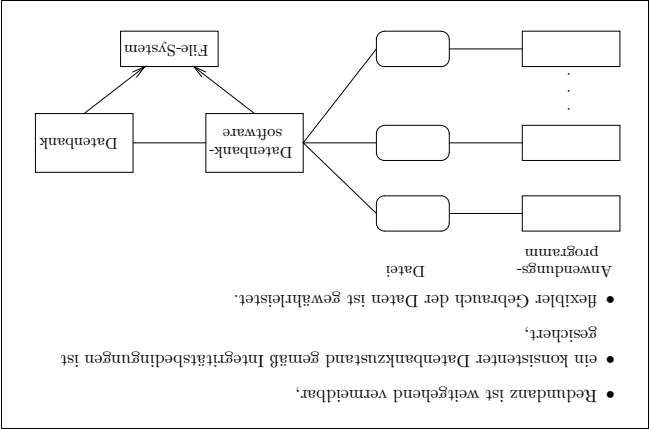 • Redundanz ist weitgehend vermeidbar,
• ein konsistenter Datenbankzustand gemäß Integritätsbedingungen ist
gesichert,
• flexibler Gebrauch der Daten ist gewährleistet.
Anwendungs- Datei
programm
Datenbank-
software
Datenbank
.
.
.
File-System